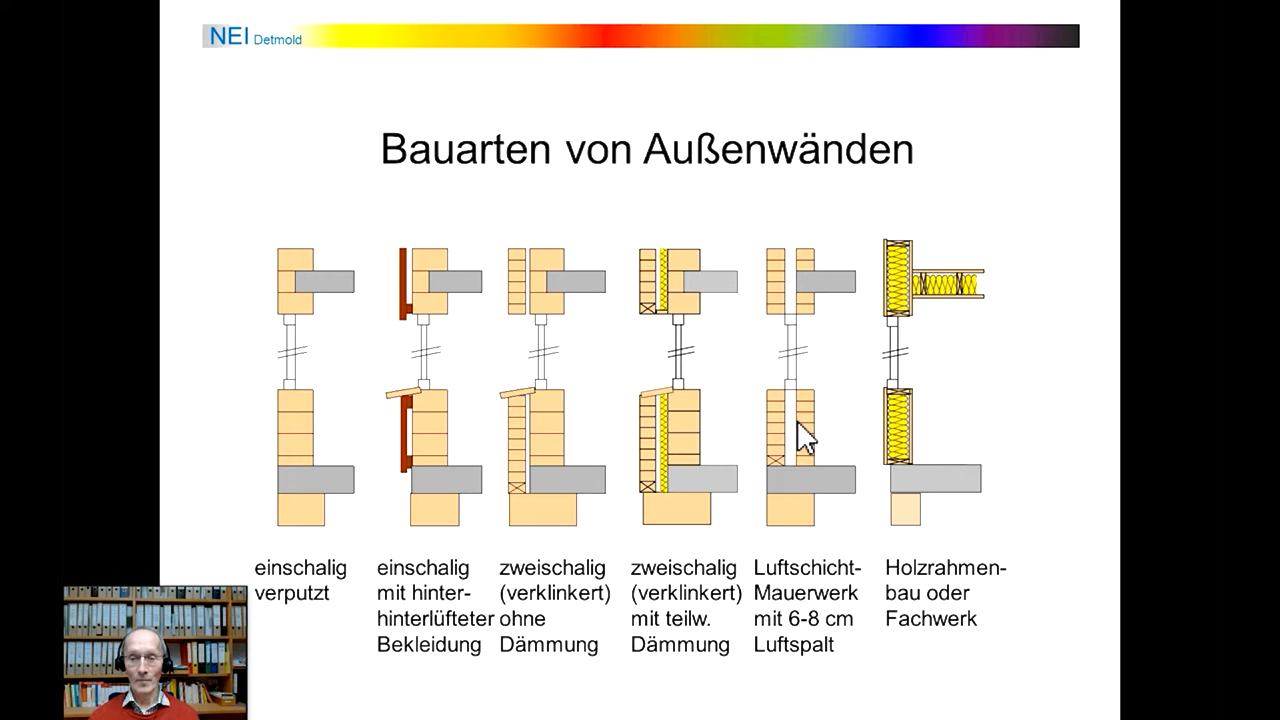 NEI Detmold
Bauarten von Außenwänden
einschalig
verputzt
einschalig
mit hinter-
hinterlüfteter
Bekleidung
zweischalig
(verklinkert)
ohne
Dämmung
zweischalig
(verklinkert)
mit teilw.
Dämmung
Luftschicht-
Mauerwerk
mit 6-8 cm
Luftspalt
Holzrahmen-
bau oder
Fachwerk